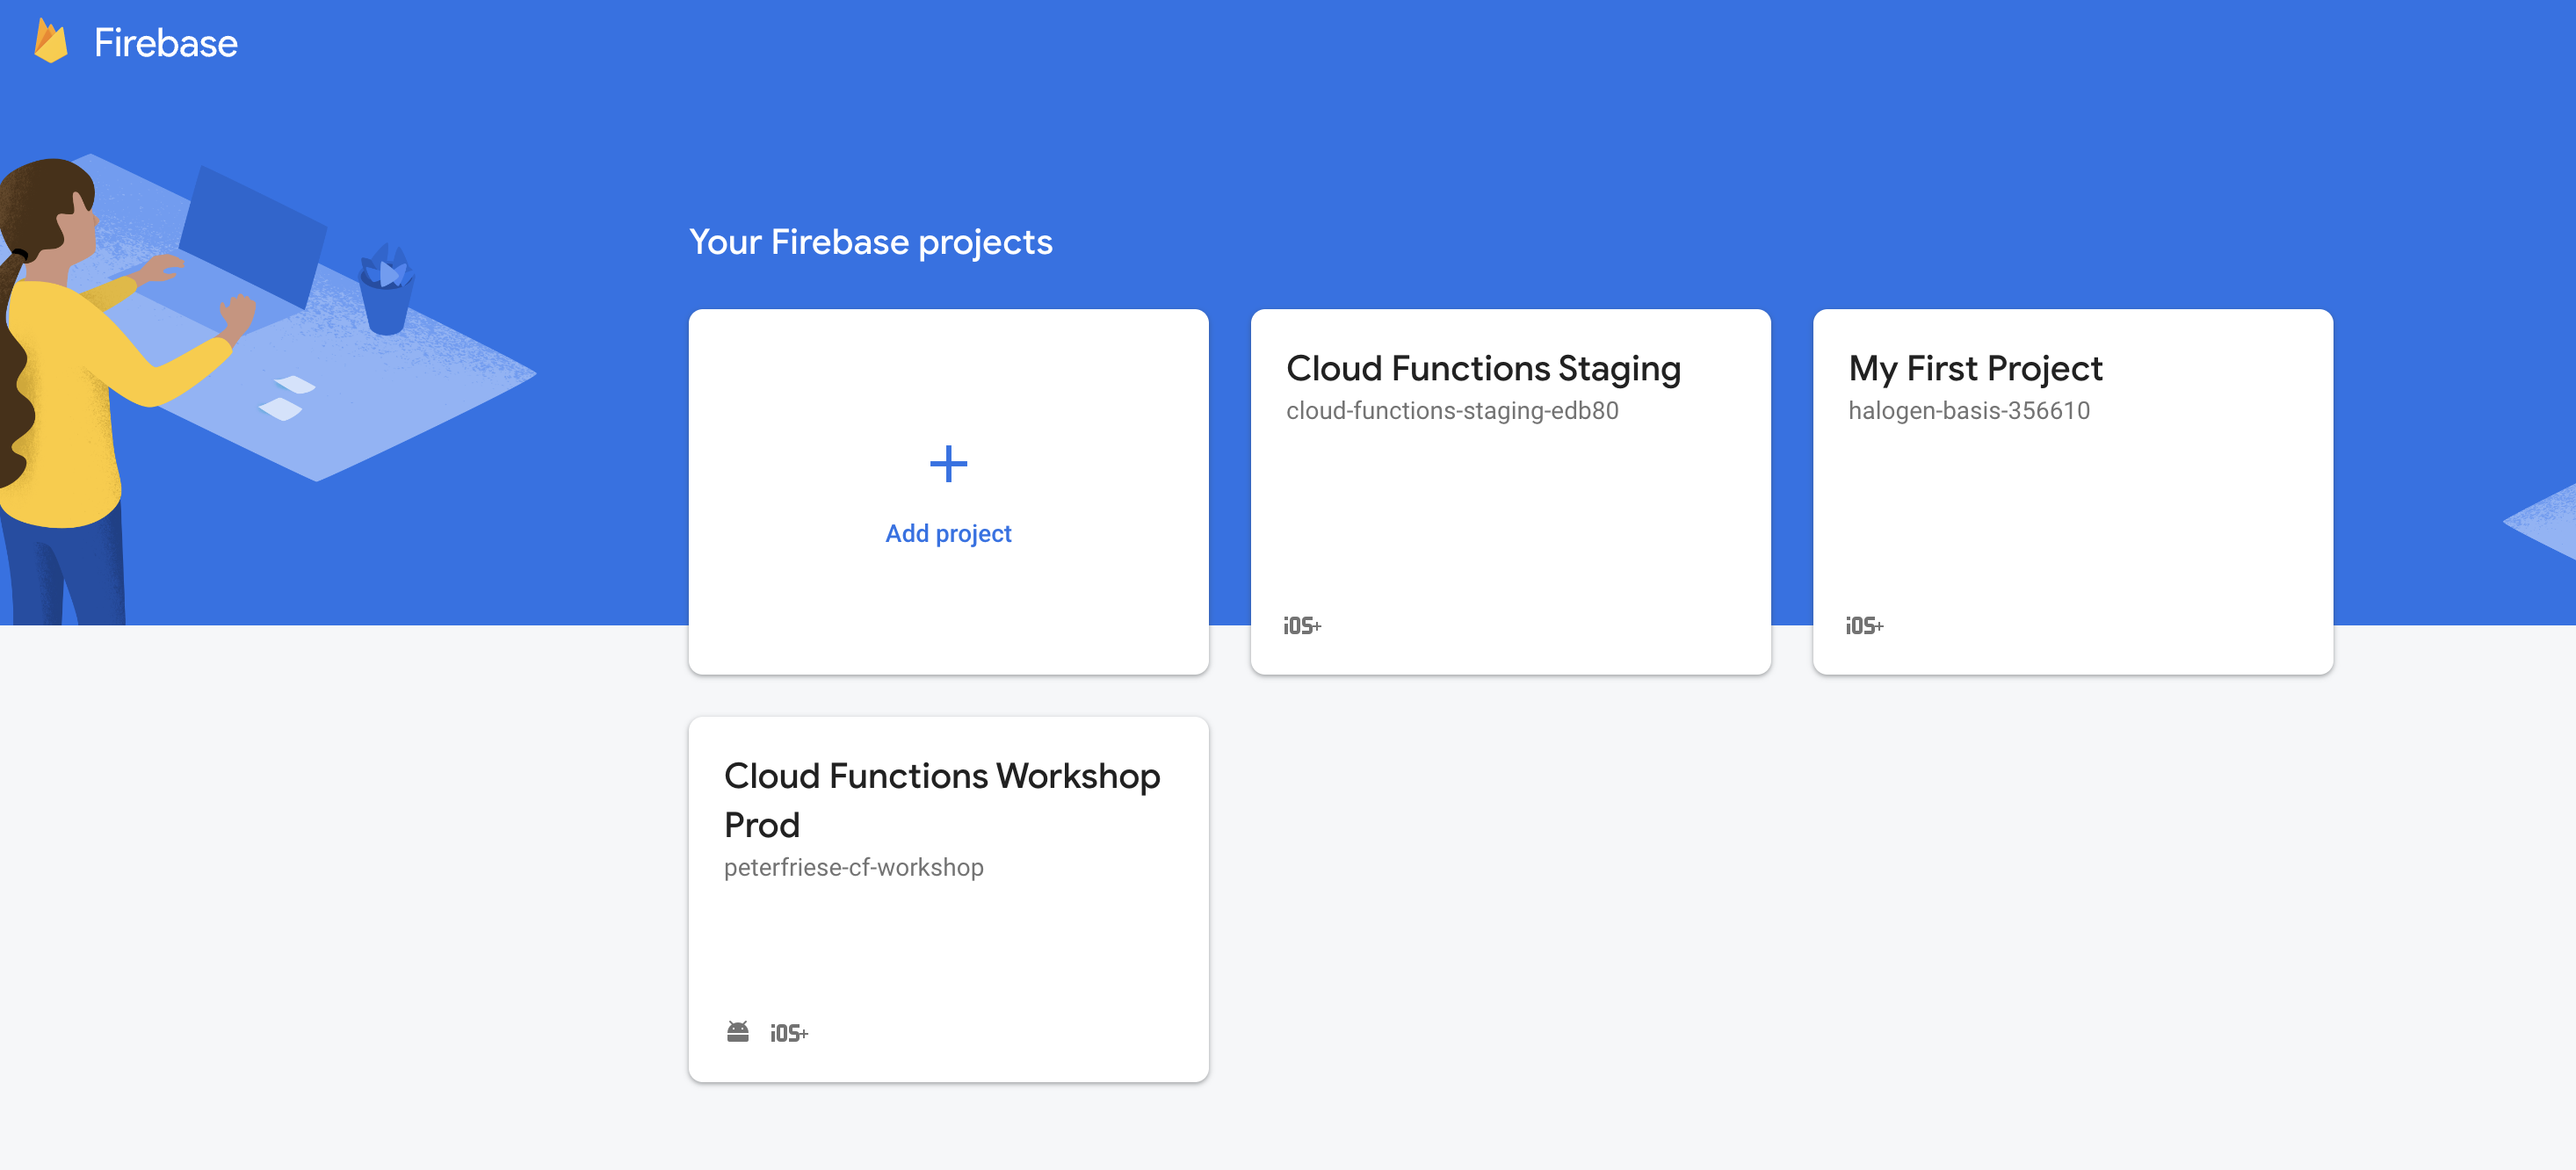 Firebase
Your Firebase projects
Add project
Cloud Functions Staging
cloud-functions-staging-edb80
iOS+
My First Project
halogen-basis-356610
iOS+
Cloud Functions Workshop
Prod
peterfriese-cf-workshop
iOS+